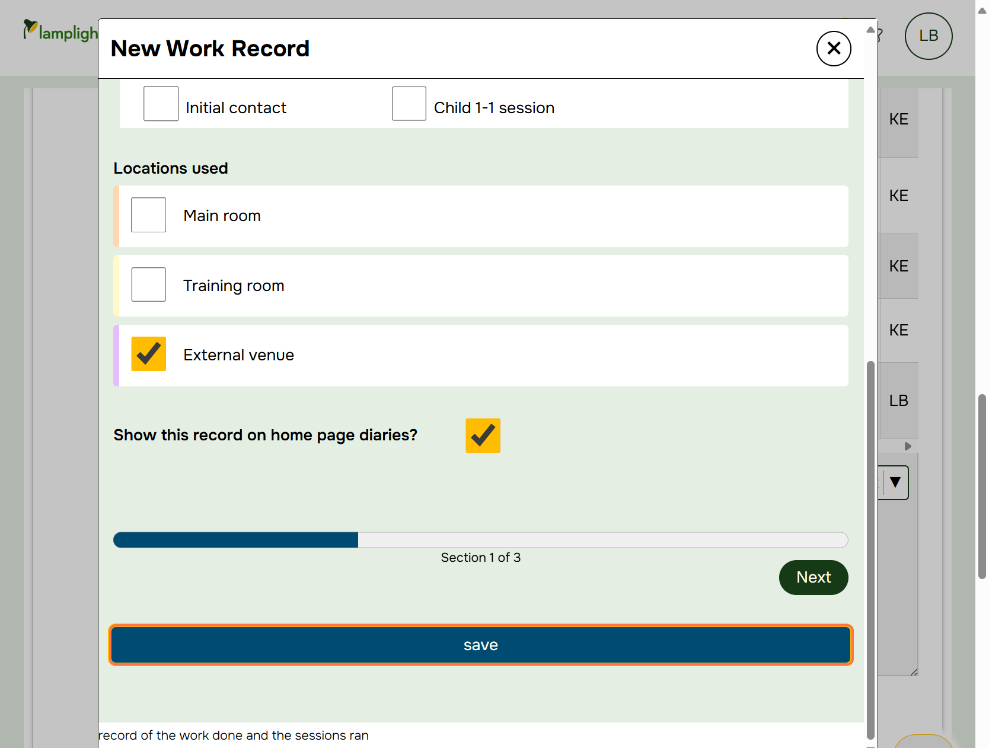 lampligh
New Work Record
?
LB
Initial contact
Child 1-1 session
KE
Locations used
Main room
KE
Training room
KE
External venue
KE
LB
Show this record on home page diaries?
Section 1 of 3
Next
save
record of the work done and the sessions ran